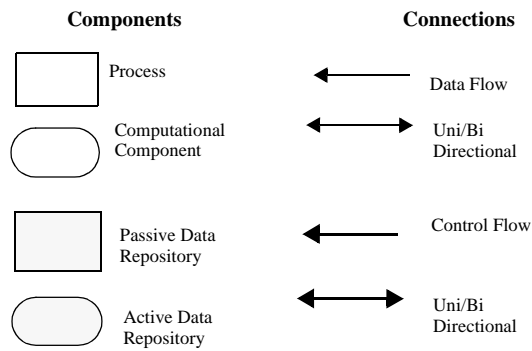 Components
Connections
Process
Data Flow
Computational
Component
Uni/Bi
Directional
Passive Data
Repository
Control Flow
Active Data
Repository
Uni/Bi
Directional